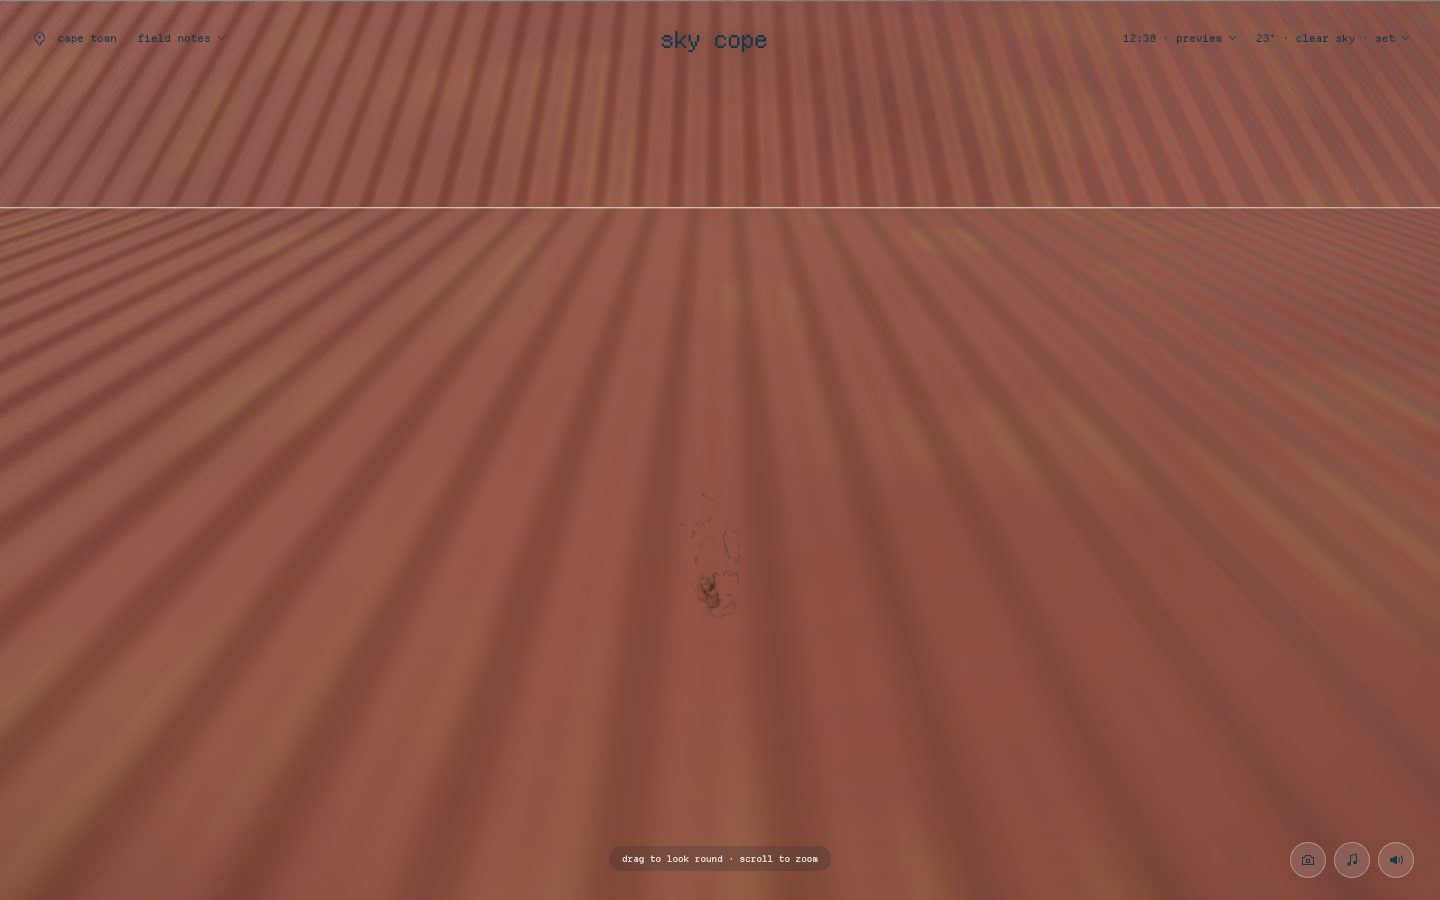 cape town
field notes
sky cope
12:30 · preview
23° · clear sky · set
drag to look round · scroll to zoom